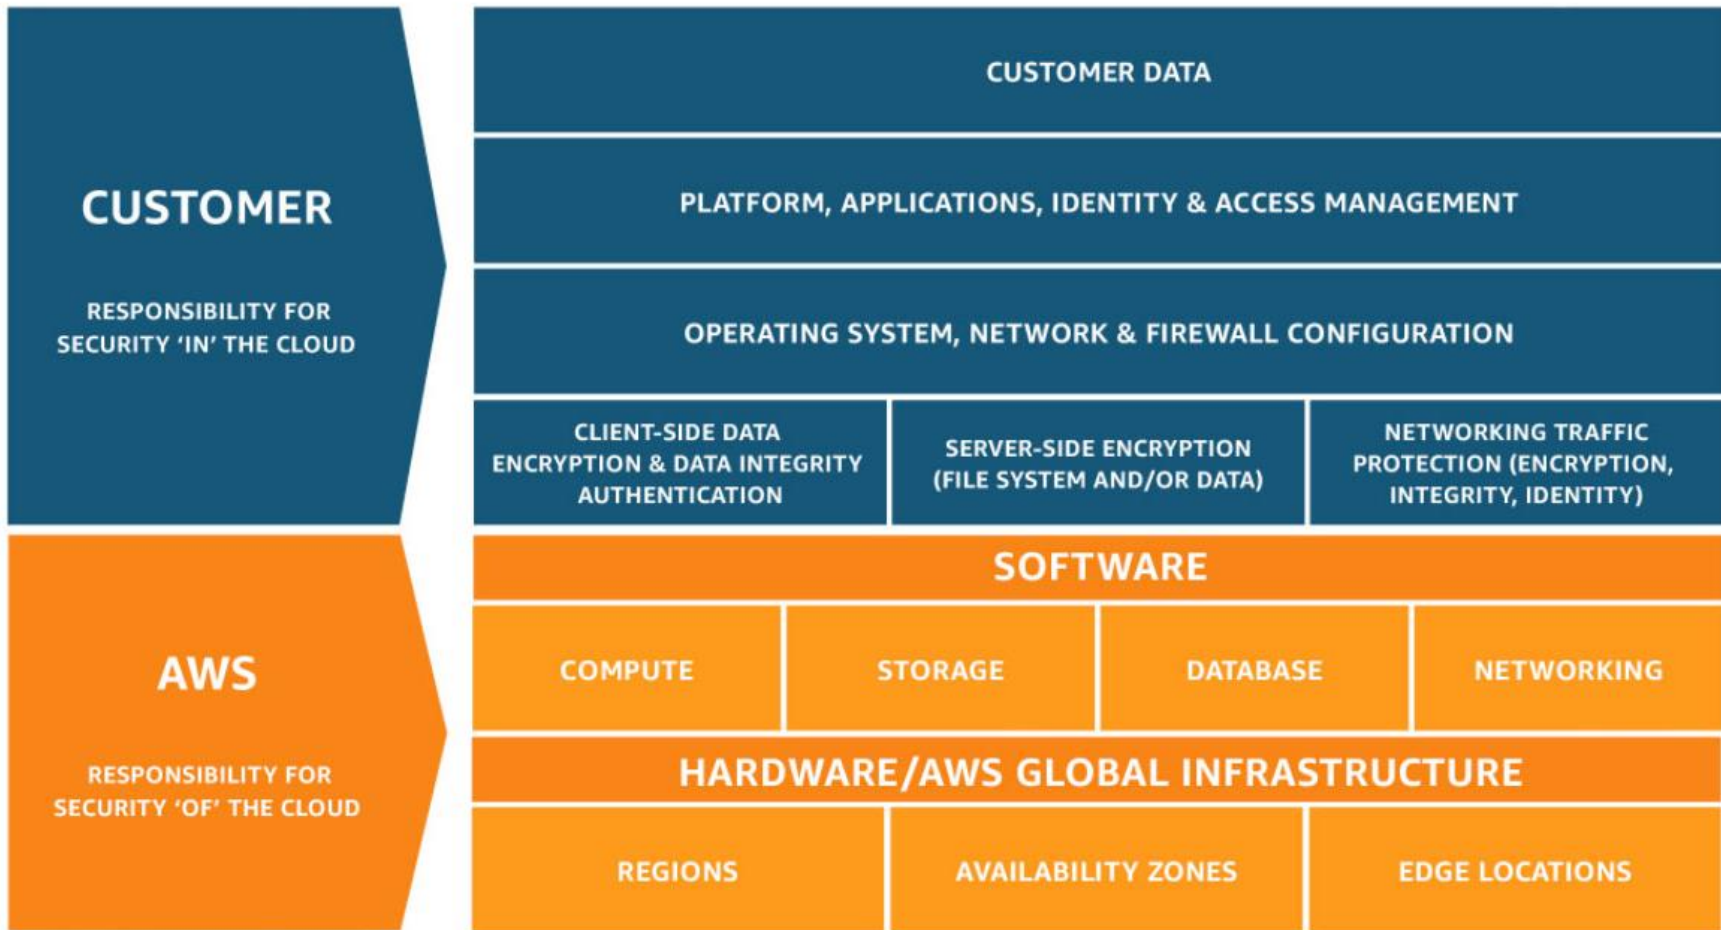 CUSTOMER
RESPONSIBILITY FOR
SECURITY ‘IN’ THE CLOUD
CUSTOMER DATA
PLATFORM, APPLICATIONS, IDENTITY & ACCESS MANAGEMENT
OPERATING SYSTEM, NETWORK & FIREWALL CONFIGURATION
CLIENT-SIDE DATA
ENCRYPTION & DATA INTEGRITY
AUTHENTICATION
SERVER-SIDE ENCRYPTION
(FILE SYSTEM AND/OR DATA)
NETWORKING TRAFFIC
PROTECTION (ENCRYPTION,
INTEGRITY, IDENTITY)
AWS
RESPONSIBILITY FOR
SECURITY ‘OF’ THE CLOUD
SOFTWARE
COMPUTE
STORAGE
DATABASE
NETWORKING
HARDWARE/AWS GLOBAL INFRASTRUCTURE
REGIONS
AVAILABILITY ZONES
EDGE LOCATIONS